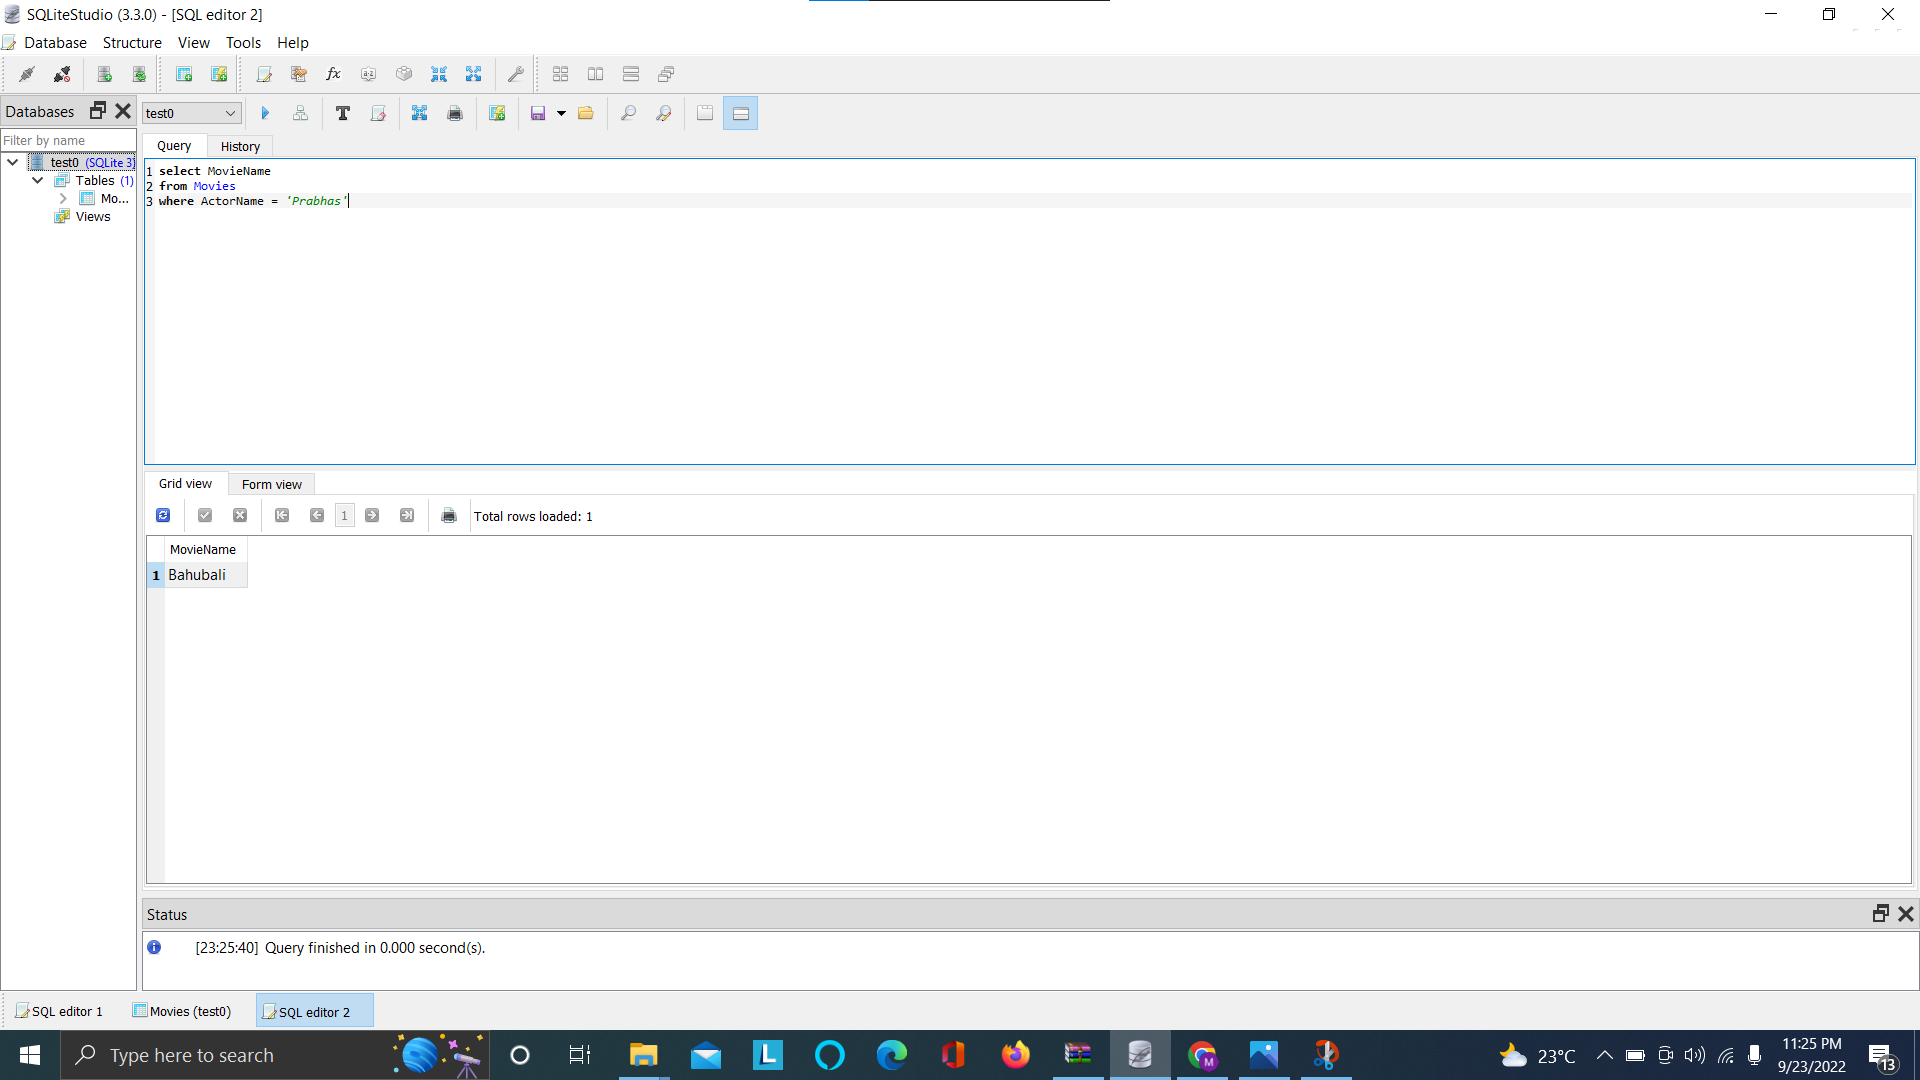 SQLiteStudio (3.3.0) - [SQL editor 2]
Database Structure View Tools Help
Databases
test0
Filter by name
Query History
test0 (SQLite 3)
Tables (1)
Mo...
Views
1 select MovieName
2 from Movies
3 where ActorName = 'Prabhas'
Grid view Form view
1
Total rows loaded: 1
MovieName
1 Bahubali
Status
[23:25:40] Query finished in 0.000 second(s).
SQL editor 1 Movies (test0) SQL editor 2
Type here to search
L
M
23°C
11:25 PM
9/23/2022
13